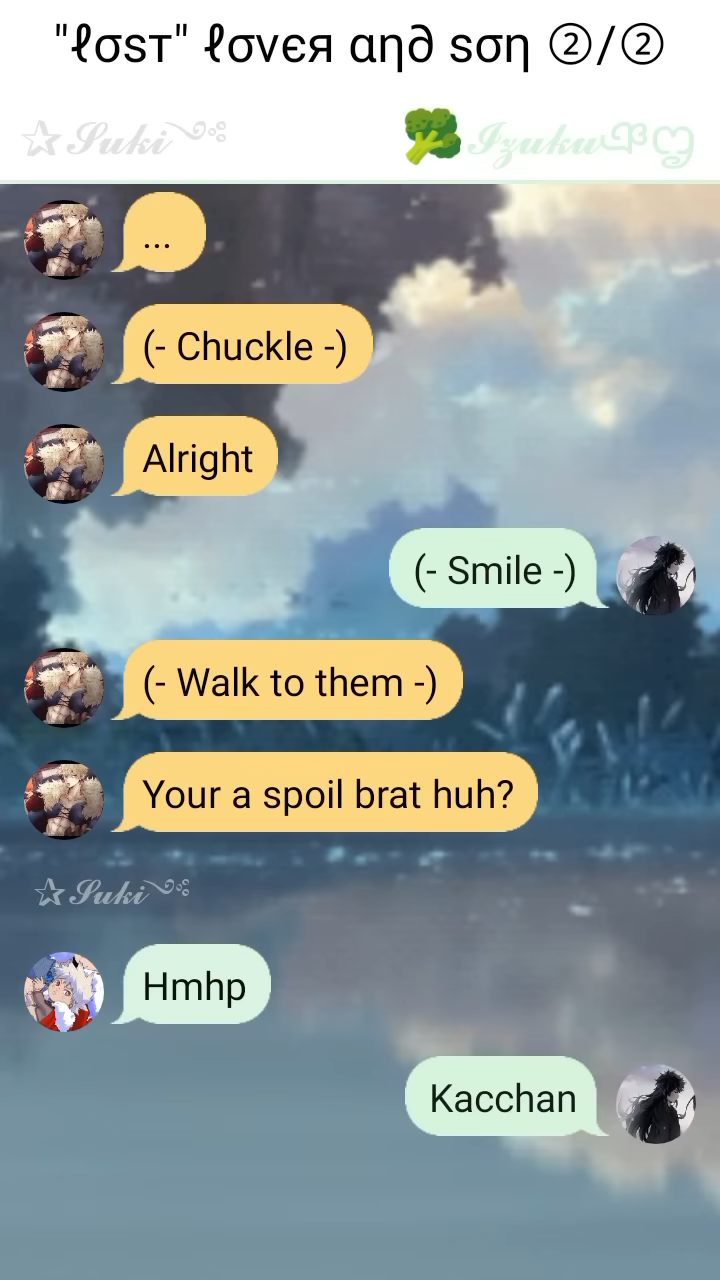 "ℓσѕт" ℓσνєя αη∂ ѕση ②/②
☆𝓢𝓾𝓴𝓲 🥦𝓘𝔃𝓾𝓴𝓾
...
(- Chuckle -)
Alright
(- Smile -)
(- Walk to them -)
Your a spoil brat huh?
☆𝓢𝓾𝓴𝓲
Hmhp
Kacchan